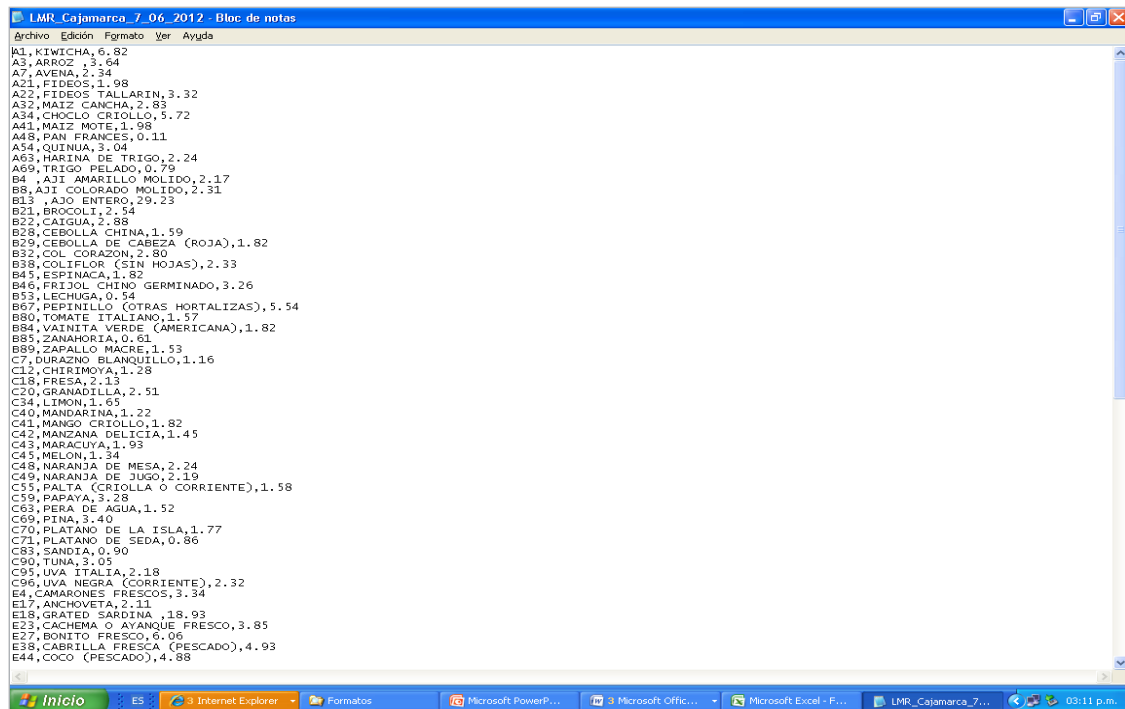 LMR_Cajamarca_7_06_2012 - Bloc de notas
Archivo Edición Formato Ver Ayuda
A1,KIWICHA,6.82
A3,ARROZ ,3.64
A7,AVENA,2.34
A21,FIDEOS,1.98
A22,FIDEOS TALLARIN,3.32
A32,MAIZ CANCHA,2.83
A34,CHOCLO CRIOLLO,5.72
A41,MAIZ MOTE,1.98
A48,PAN FRANCES,0.11
A54,QUINUA,3.04
A63,HARINA DE TRIGO,2.24
A69,TRIGO PELADO,0.79
B4 ,AJI AMARILLO MOLIDO,2.17
B8,AJI COLORADO MOLIDO,2.31
B13 ,AJO ENTERO,29.23
B21,BROCOLI,2.54
B22,CAIGUA,2.88
B28,CEBOLLA CHINA,1.59
B29,CEBOLLA DE CABEZA (ROJA),1.82
B32,COL CORAZON,2.80
B38,COLIFLOR (SIN HOJAS),2.33
B45,ESPINACA,1.82
B46,FRIJOL CHINO GERMINADO,3.26
B53,LECHUGA,0.54
B67,PEPINILLO (OTRAS HORTALIZAS),5.54
B80,TOMATE ITALIANO,1.57
B84,VAINITA VERDE (AMERICANA),1.82
B85,ZANAHORIA,0.61
B89,ZAPALLO MACRE,1.53
C7,DURAZNO BLANQUILLO,1.16
C12,CHIRIMOYA,1.28
C18,FRESA,2.13
C20,GRANADILLA,2.51
C34,LIMON,1.65
C40,MANDARINA,1.22
C41,MANGO CRIOLLO,1.82
C42,MANZANA DELICIA,1.45
C43,MARACUYA,1.93
C45,MELON,1.34
C48,NARANJA DE MESA,2.24
C49,NARANJA DE JUGO,2.19
C55,PALTA (CRIOLLA O CORRIENTE),1.58
C59,PAPAYA,3.28
C63,PERA DE AGUA,1.52
C69,PINA,3.40
C70,PLATANO DE LA ISLA,1.77
C71,PLATANO DE SEDA,0.86
C83,SANDIA,0.90
C90,TUNA,3.05
C95,UVA ITALIA,2.18
C96,UVA NEGRA (CORRIENTE),2.32
E4,CAMARONES FRESCOS,3.34
E17,ANCHOVETA,2.11
E18,GRATED SARDINA ,18.93
E23,CACHEMA O AYANQUE FRESCO,3.85
E27,BONITO FRESCO,6.06
E38,CABRILLA FRESCA (PESCADO),4.93
E44,COCO (PESCADO),4.88
Inicio ES 3 Internet Explorer Formatos Microsoft PowerP... 3 Microsoft Offic... Microsoft Excel - F... LMR_Cajamarca_7... 03:11 p.m.